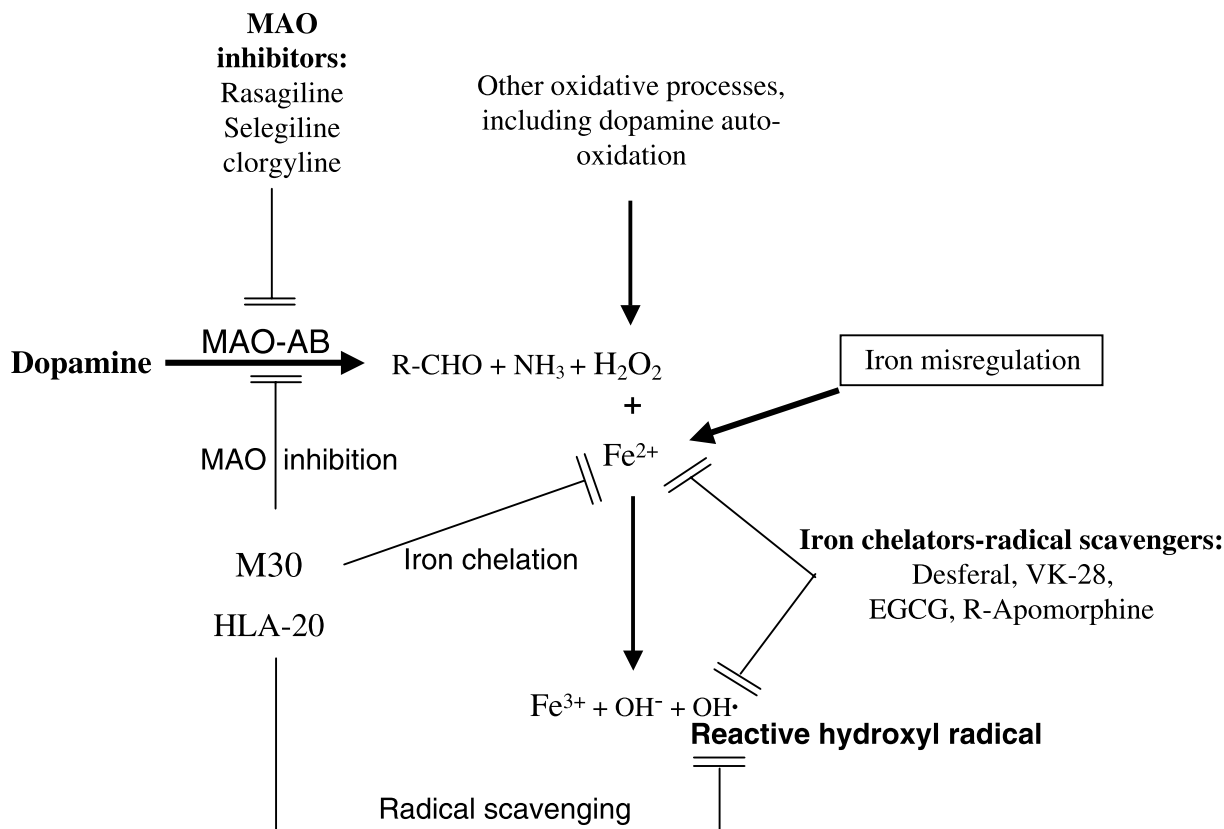 MAO
inhibitors:
Rasagiline
Selegiline
clorgyline
Other oxidative processes,
including dopamine auto-
oxidation
Dopamine
MAO-AB
R-CHO + NH₃ + H₂O₂
+
Fe²⁺
Iron misregulation
MAO inhibition
Iron chelation
M30
HLA-20
Iron chelators-radical scavengers:
Desferal, VK-28,
EGCG, R-Apomorphine
Fe³⁺ + OH⁻ + OH·
Reactive hydroxyl radical
Radical scavenging